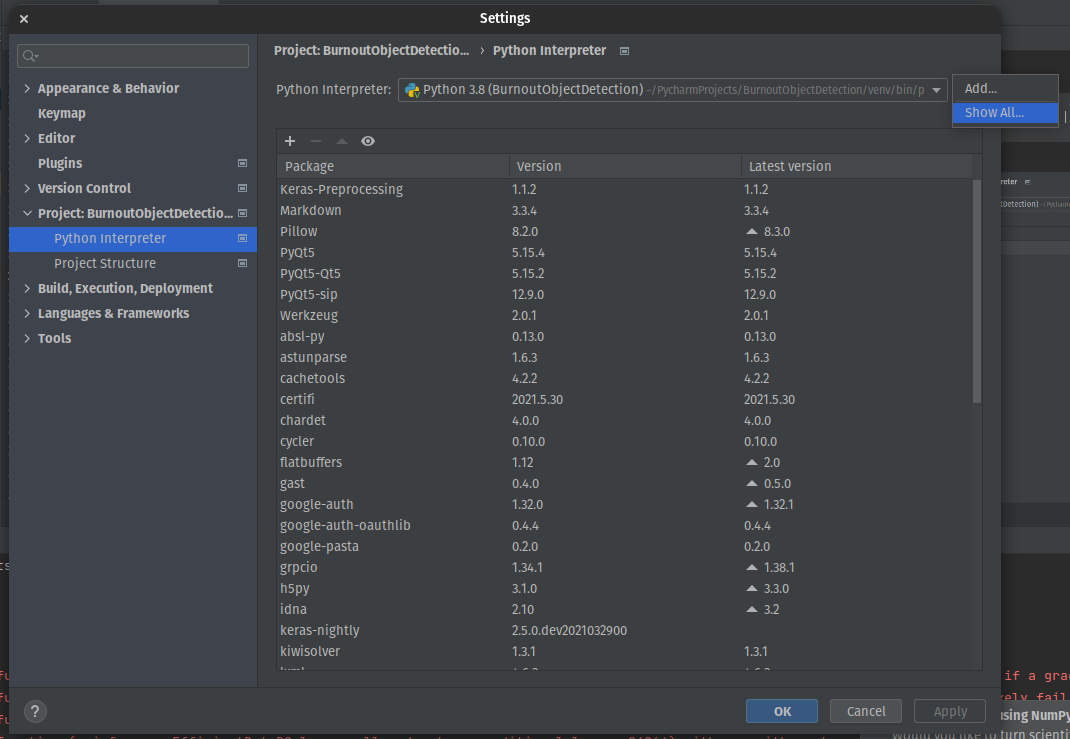 Settings
Project: BurnoutObjectDetectio... › Python Interpreter
Python Interpreter: Python 3.8 (BurnoutObjectDetection) ~/PycharmProjects/BurnoutObjectDetection/venv/bin/p
Add...
Show All...
Appearance & Behavior
Keymap
Editor
Plugins
Version Control
Project: BurnoutObjectDetectio...
Python Interpreter
Project Structure
Build, Execution, Deployment
Languages & Frameworks
Tools
Package Version Latest version
Keras-Preprocessing 1.1.2 1.1.2
Markdown 3.3.4 3.3.4
Pillow 8.2.0 8.3.0
PyQt5 5.15.4 5.15.4
PyQt5-Qt5 5.15.2 5.15.2
PyQt5-sip 12.9.0 12.9.0
Werkzeug 2.0.1 2.0.1
absl-py 0.13.0 0.13.0
astunparse 1.6.3 1.6.3
cachetools 4.2.2 4.2.2
certifi 2021.5.30 2021.5.30
chardet 4.0.0 4.0.0
cycler 0.10.0 0.10.0
flatbuffers 1.12 2.0
gast 0.4.0 0.5.0
google-auth 1.32.0 1.32.1
google-auth-oauthlib 0.4.4 0.4.4
google-pasta 0.2.0 0.2.0
grpcio 1.34.1 1.38.1
h5py 3.1.0 3.3.0
idna 2.10 3.2
keras-nightly 2.5.0.dev2021032900
kiwisolver 1.3.1 1.3.1
if a gra
using NumPy
Would you like to turn scienti
? OK Cancel Apply